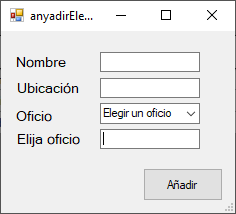 anyadirEle...
Nombre
Ubicación
Oficio Elegir un oficio
Elija oficio
Añadir